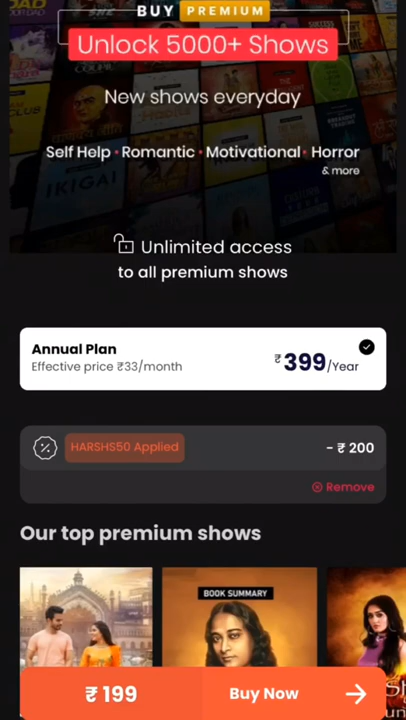 BUY PREMIUM
Unlock 5000+ Shows
New shows everyday
Self Help • Romantic • Motivational • Horror
& more
IKIGAI
Unlimited access
to all premium shows
Annual Plan
Effective price ₹33/month
₹399/Year
HARSHS50 Applied
- ₹ 200
Remove
Our top premium shows
BOOK SUMMARY
₹ 199
Buy Now